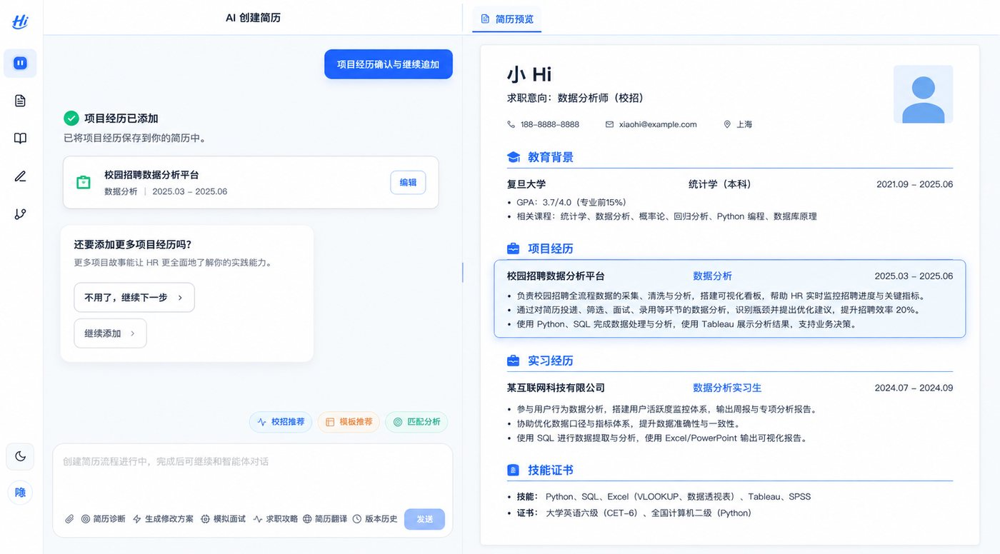 Hi
AI 创建简历
项目经历确认与继续追加
项目经历已添加
已将项目经历保存到你的简历中。
校园招聘数据分析平台
数据分析 | 2025.03 – 2025.06
编辑
还要添加更多项目经历吗?
更多项目故事能让 HR 更全面地了解你的实践能力。
不用了，继续下一步
继续添加
校招推荐
模板推荐
匹配分析
创建简历流程进行中，完成后可继续和智能体对话
简历诊断 生成修改方案 模拟面试 求职攻略 简历翻译 版本历史 发送
隐
简历预览
小 Hi
求职意向：数据分析师（校招）
188-8888-8888 xiaohi@example.com 上海
教育背景
复旦大学 统计学（本科） 2021.09 – 2025.06
• GPA：3.7/4.0（专业前15%）
• 相关课程：统计学、数据分析、概率论、回归分析、Python 编程、数据库原理
项目经历
校园招聘数据分析平台 数据分析 2025.03 – 2025.06
• 负责校园招聘全流程数据的采集、清洗与分析，搭建可视化看板，帮助 HR 实时监控招聘进度与关键指标。
• 通过对简历投递、筛选、面试、录用等环节的数据分析，识别瓶颈并提出优化建议，提升招聘效率 20%。
• 使用 Python、SQL 完成数据处理与分析，使用 Tableau 展示分析结果，支持业务决策。
实习经历
某互联网科技有限公司 数据分析实习生 2024.07 – 2024.09
• 参与用户行为数据分析，搭建用户活跃度监控体系，输出周报与专项分析报告。
• 协助优化数据口径与指标体系，提升数据准确性与一致性。
• 使用 SQL 进行数据提取与分析，使用 Excel/PowerPoint 输出可视化报告。
技能证书
• 技能： Python、SQL、Excel（VLOOKUP、数据透视表）、Tableau、SPSS
• 证书： 大学英语六级（CET-6）、全国计算机二级（Python）